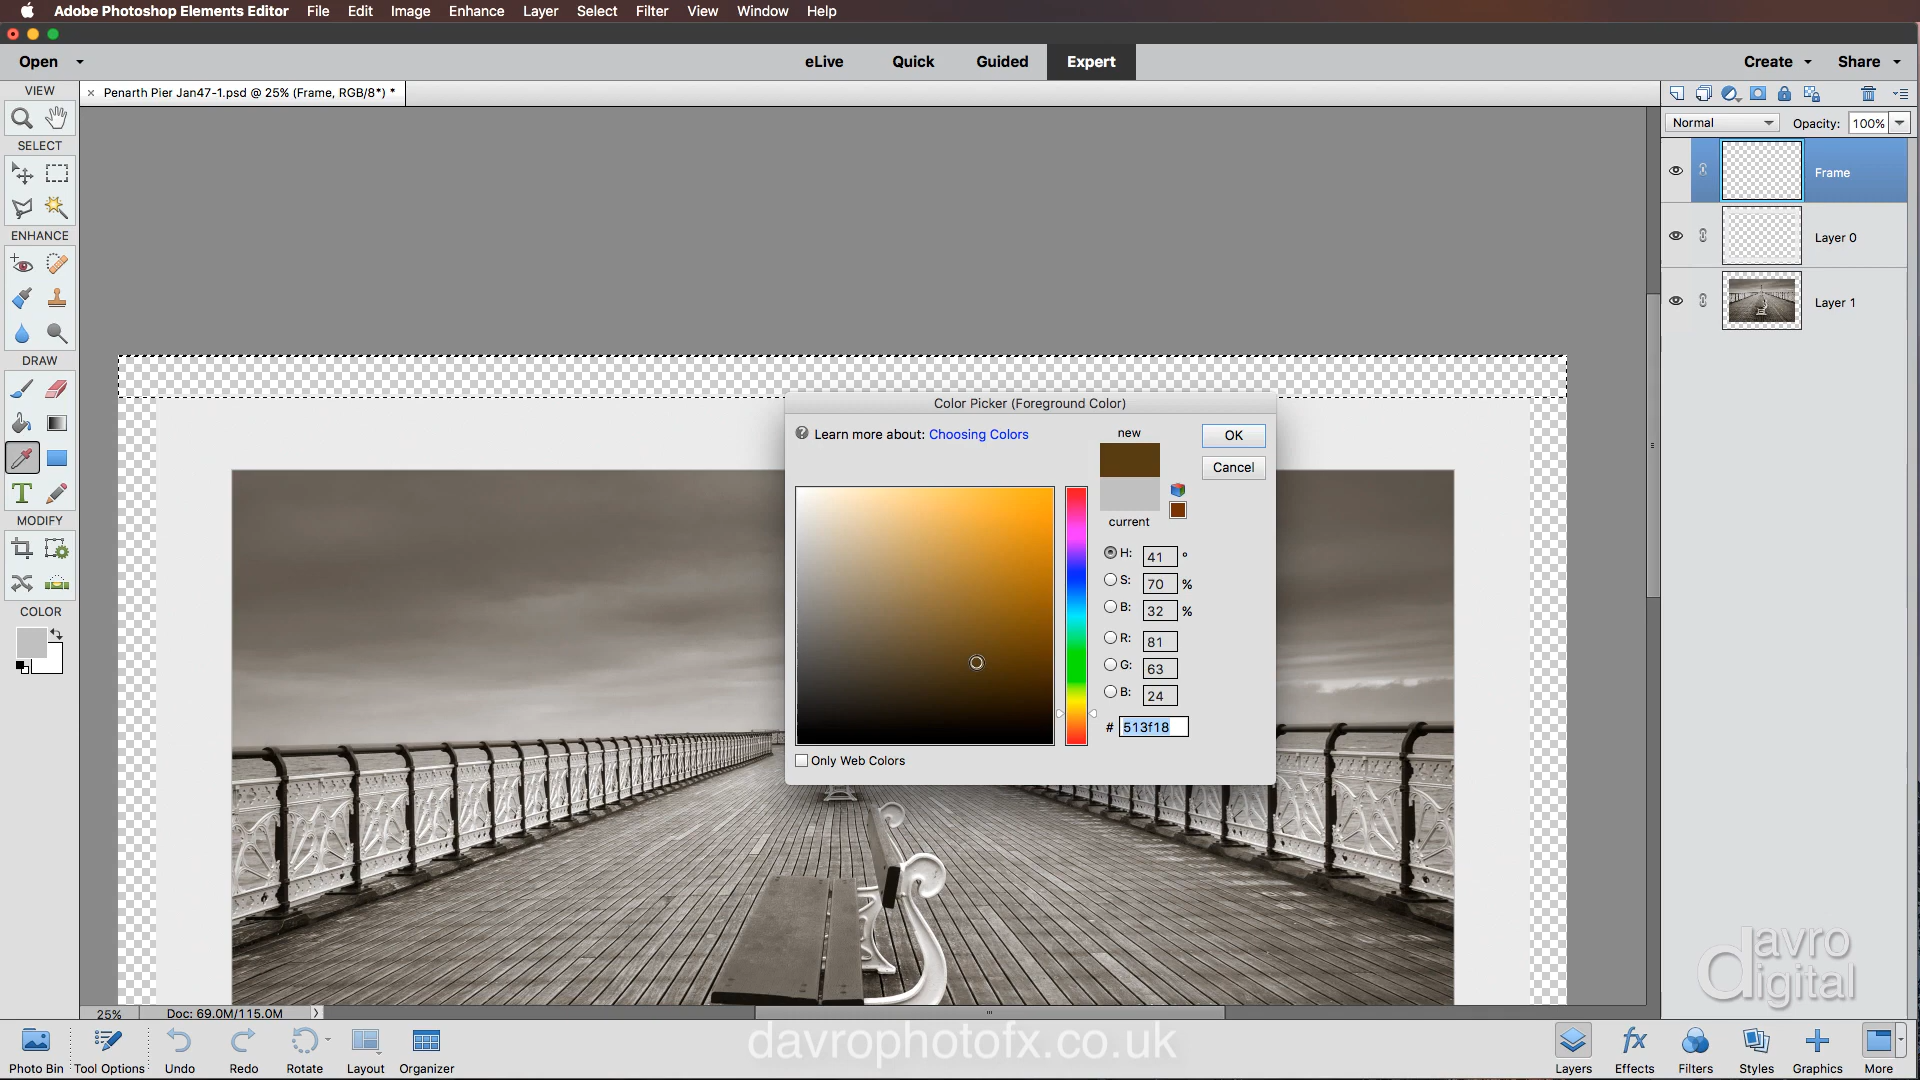 Adobe Photoshop Elements Editor File Edit Image Enhance Layer Select Filter View Window Help
Open eLive Quick Guided Expert Create Share
VIEW
Penarth Pier Jan47-1.psd @ 25% (Frame, RGB/8*) *
Normal Opacity: 100%
SELECT
Frame
ENHANCE
Layer 0
Layer 1
DRAW
Color Picker (Foreground Color)
Learn more about: Choosing Colors
new
OK
Cancel
current
T
MODIFY
H: 41 °
S: 70 %
B: 32 %
COLOR
R: 81
G: 63
B: 24
# 513f18
Only Web Colors
davro
digital
25% Doc: 69.0M/115.0M
davrophotofx.co.uk
fx
Photo Bin Tool Options Undo Redo Rotate Layout Organizer Layers Effects Filters Styles Graphics More